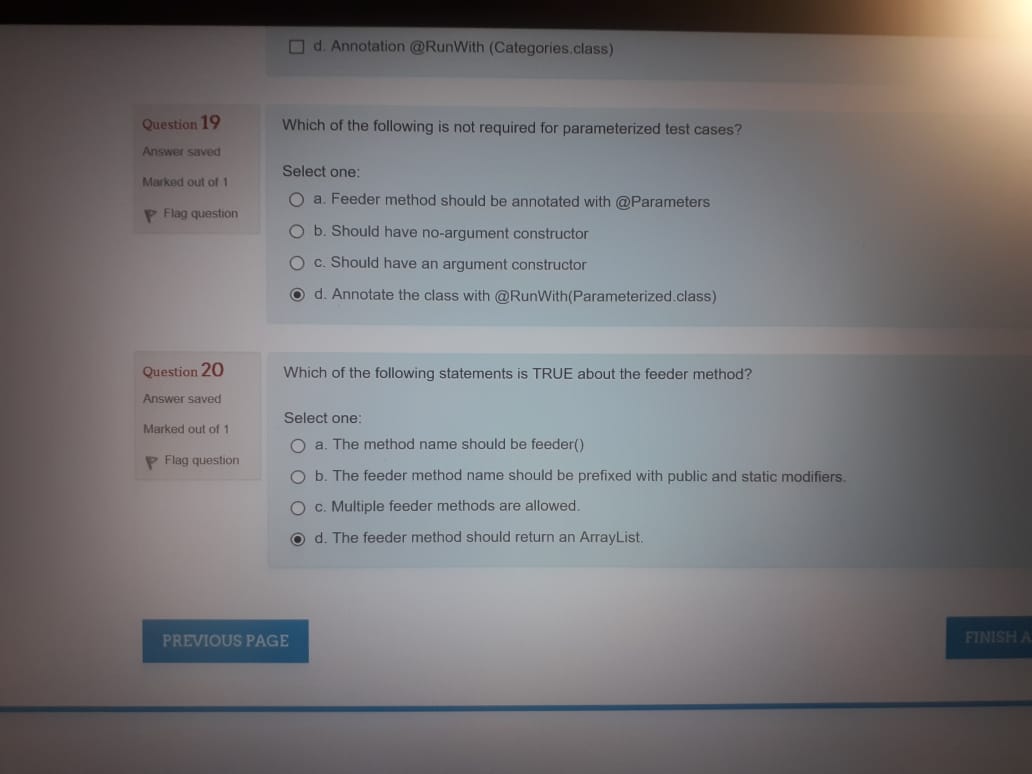 d. Annotation @RunWith (Categories.class)
Question 19
Answer saved
Marked out of 1
Flag question
Which of the following is not required for parameterized test cases?
Select one:
a. Feeder method should be annotated with @Parameters
b. Should have no-argument constructor
c. Should have an argument constructor
d. Annotate the class with @RunWith(Parameterized.class)
Question 20
Answer saved
Marked out of 1
Flag question
Which of the following statements is TRUE about the feeder method?
Select one:
a. The method name should be feeder()
b. The feeder method name should be prefixed with public and static modifiers.
c. Multiple feeder methods are allowed.
d. The feeder method should return an ArrayList.
PREVIOUS PAGE
FINISH A